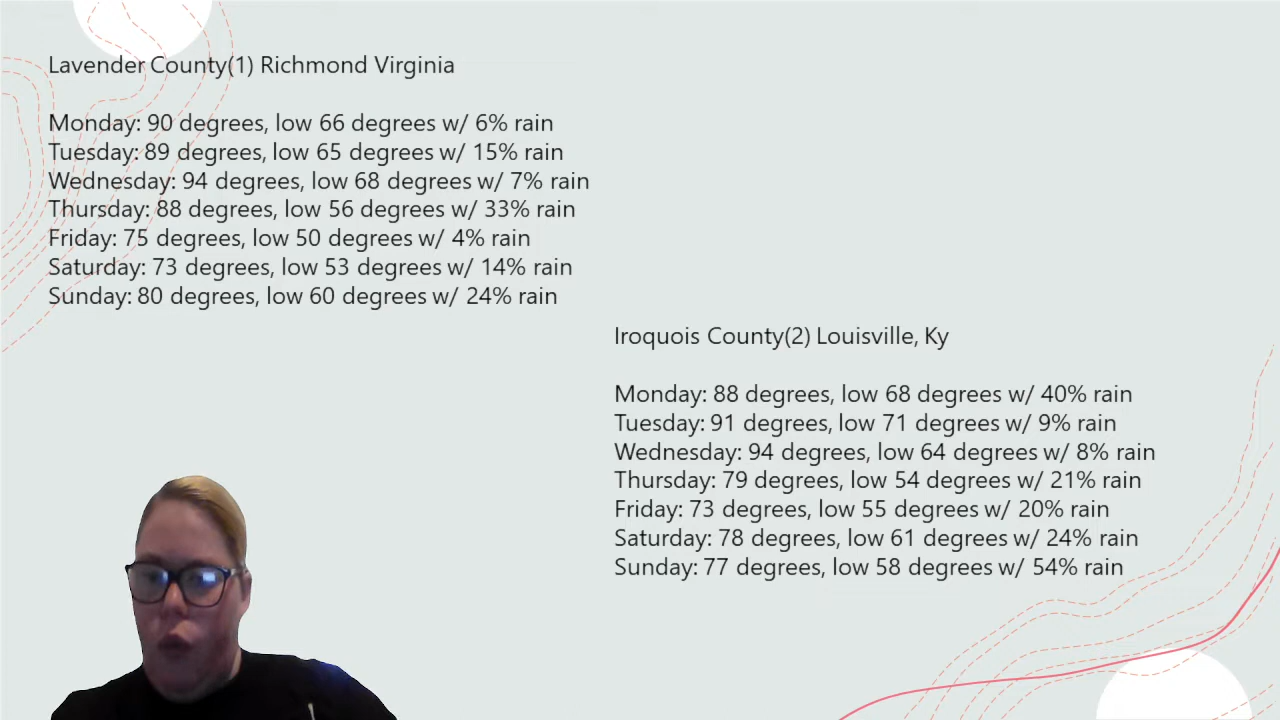 Lavender County(1) Richmond Virginia
Monday: 90 degrees, low 66 degrees w/ 6% rain
Tuesday: 89 degrees, low 65 degrees w/ 15% rain
Wednesday: 94 degrees, low 68 degrees w/ 7% rain
Thursday: 88 degrees, low 56 degrees w/ 33% rain
Friday: 75 degrees, low 50 degrees w/ 4% rain
Saturday: 73 degrees, low 53 degrees w/ 14% rain
Sunday: 80 degrees, low 60 degrees w/ 24% rain
Iroquois County(2) Louisville, Ky
Monday: 88 degrees, low 68 degrees w/ 40% rain
Tuesday: 91 degrees, low 71 degrees w/ 9% rain
Wednesday: 94 degrees, low 64 degrees w/ 8% rain
Thursday: 79 degrees, low 54 degrees w/ 21% rain
Friday: 73 degrees, low 55 degrees w/ 20% rain
Saturday: 78 degrees, low 61 degrees w/ 24% rain
Sunday: 77 degrees, low 58 degrees w/ 54% rain